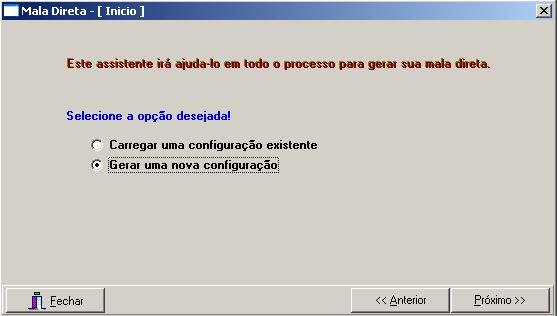 Mala Direta - [ Inicio ]
Este assistente irá ajuda-lo em todo o processo para gerar sua mala direta.
Selecione a opção desejada!
Carregar uma configuração existente
Gerar uma nova configuração
Fechar
<< Anterior
Próximo >>